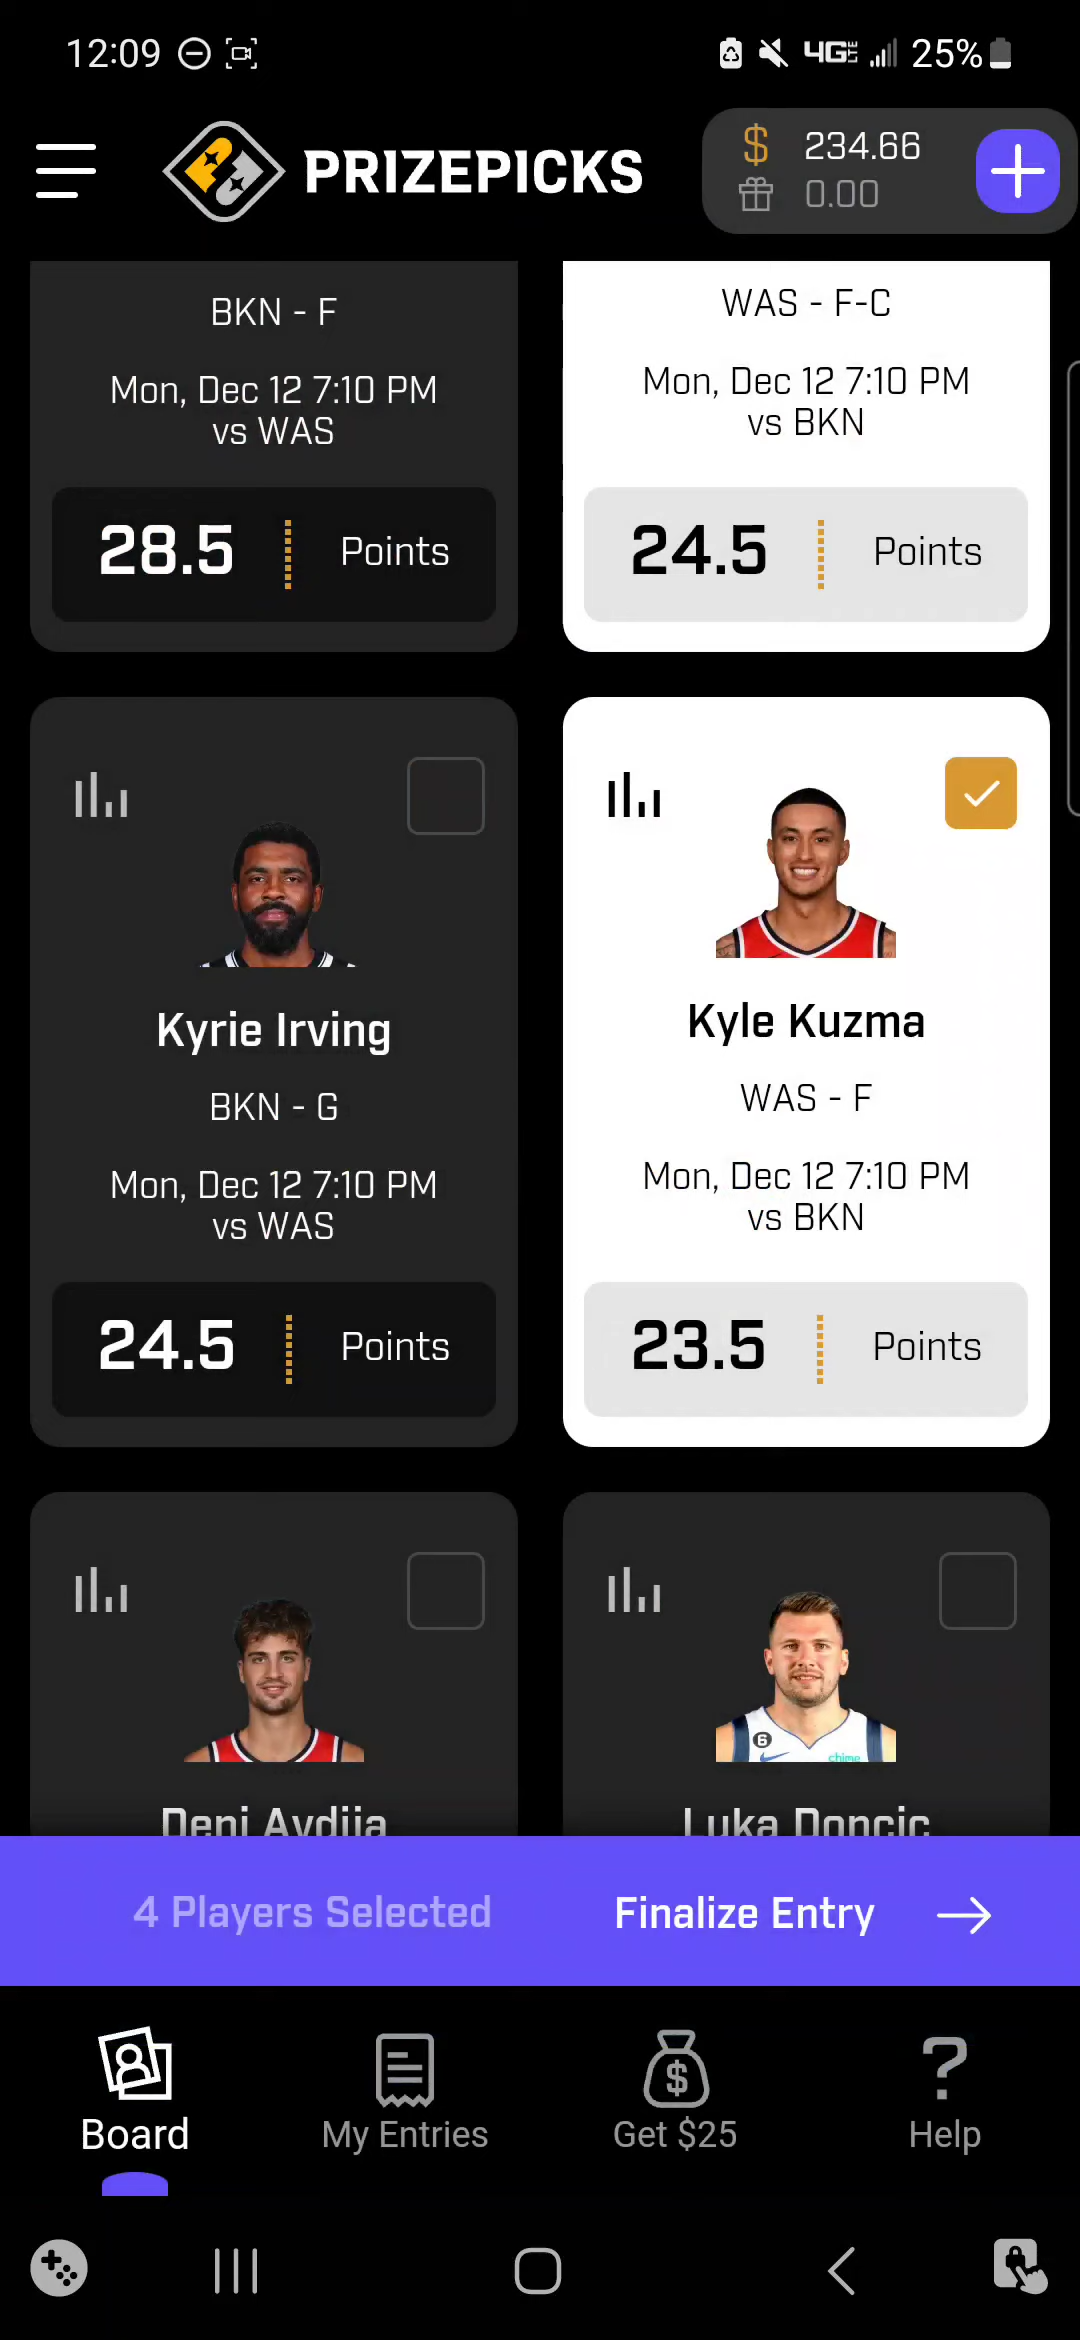 12:09
4G LTE 25%
PRIZEPICKS
$ 234.66
0.00
BKN - F
Mon, Dec 12 7:10 PM
vs WAS
28.5 Points
WAS - F-C
Mon, Dec 12 7:10 PM
vs BKN
24.5 Points
Kyrie Irving
BKN - G
Mon, Dec 12 7:10 PM
vs WAS
24.5 Points
Kyle Kuzma
WAS - F
Mon, Dec 12 7:10 PM
vs BKN
23.5 Points
Deni Avdija
6
chime
Luka Doncic
4 Players Selected
Finalize Entry
Board
My Entries
$
Get $25
?
Help